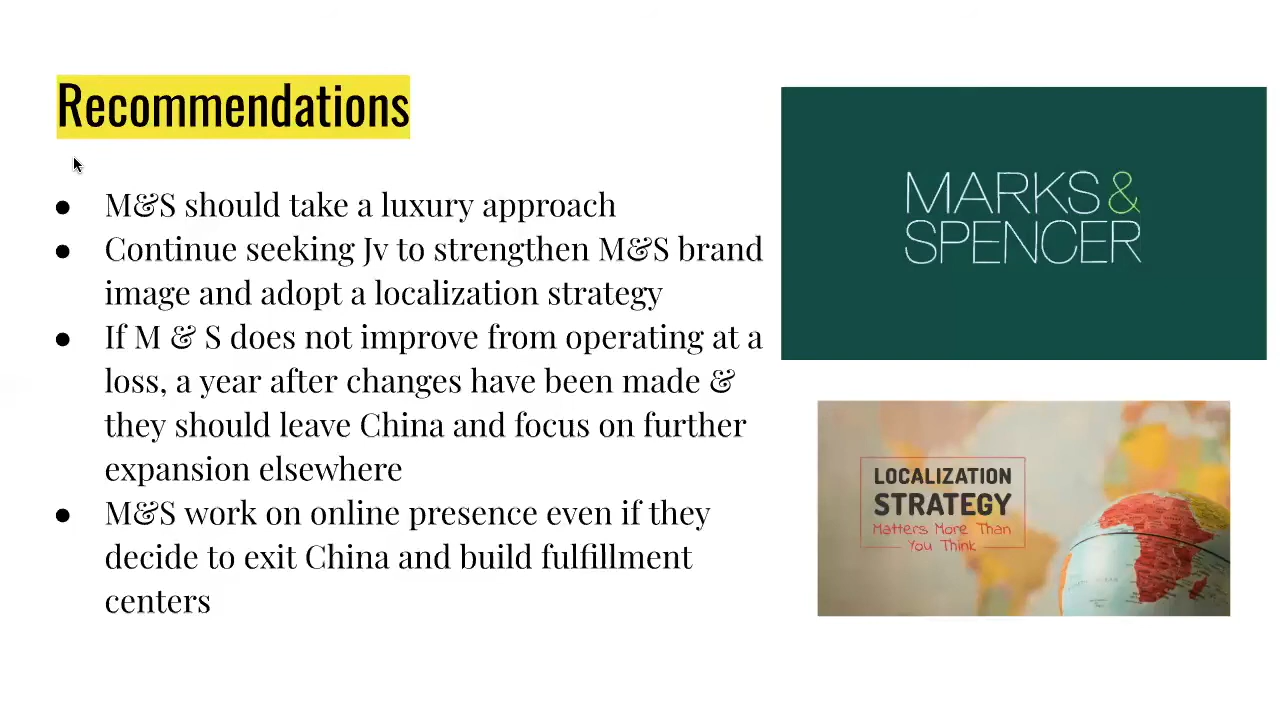 Recommendations
● M&S should take a luxury approach
● Continue seeking Jv to strengthen M&S brand
image and adopt a localization strategy
● If M & S does not improve from operating at a
loss, a year after changes have been made &
they should leave China and focus on further
expansion elsewhere
● M&S work on online presence even if they
decide to exit China and build fulfillment
centers
MARKS&
SPENCER
LOCALIZATION
STRATEGY
Matters More Than
You Think